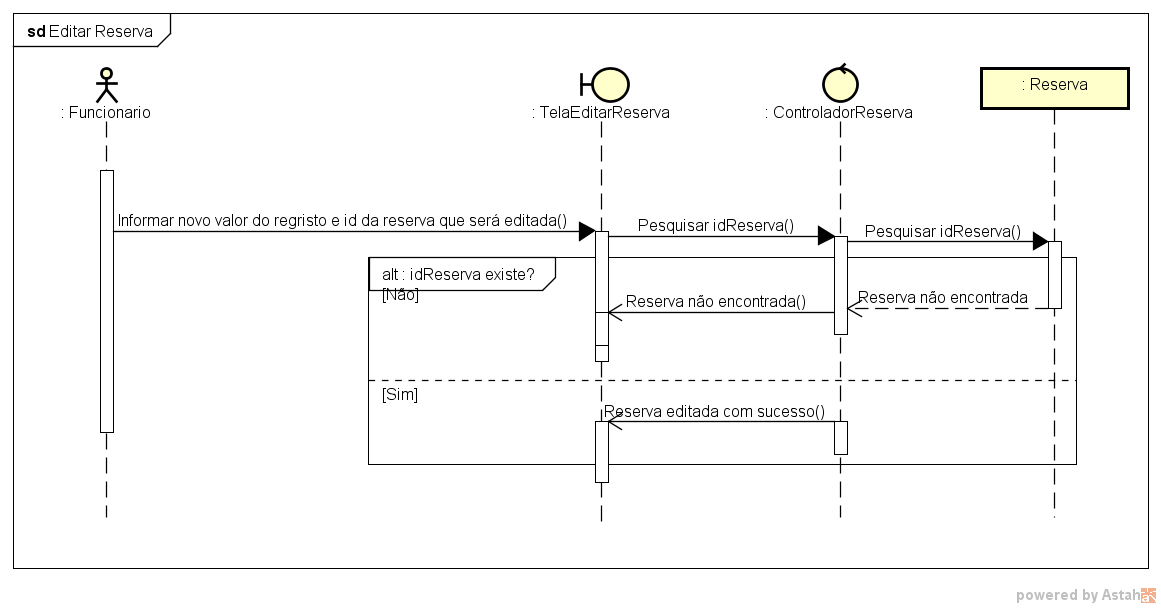 sd Editar Reserva
: Funcionario
: TelaEditarReserva
: ControladorReserva
: Reserva
Informar novo valor do regristo e id da reserva que será editada()
Pesquisar idReserva()
Pesquisar idReserva()
alt : idReserva existe?
[Não]
Reserva não encontrada()
Reserva não encontrada
[Sim]
Reserva editada com sucesso()
powered by Astah